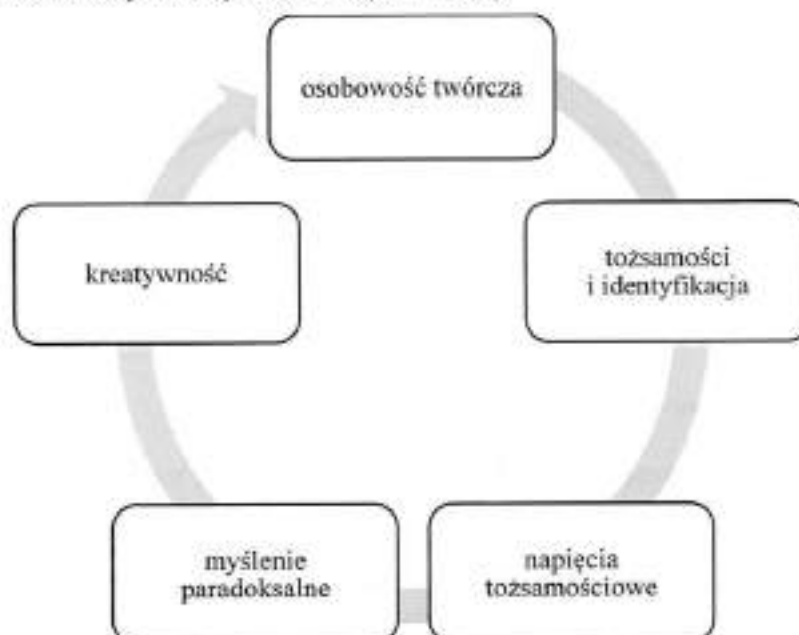 osobowość twórcza
tożsamości
i identyfikacja
napięcia
tożsamościowe
myślenie
paradoksalne
kreatywność